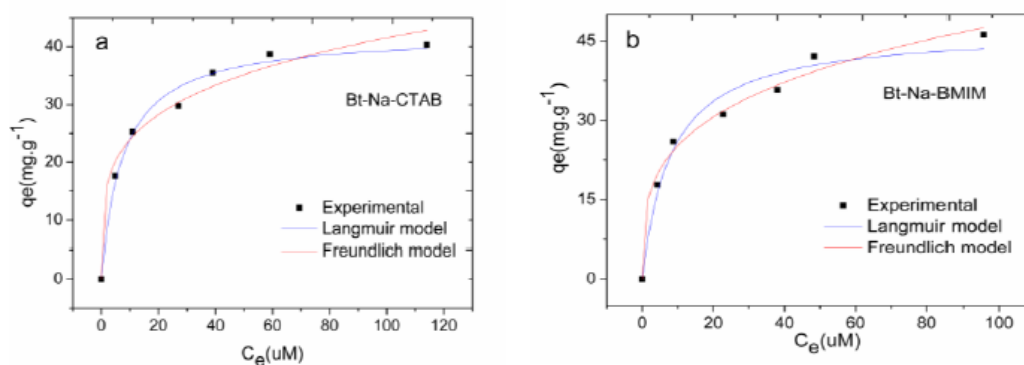 a
Bt-Na-CTAB
Experimental
Langmuir model
Freundlich model
qe(mg.g⁻¹)
40
30
20
10
0
0 20 40 60 80 100 120
Ce(uM)
b
Bt-Na-BMIM
Experimental
Langmuir model
Freundlich model
qe(mg.g⁻¹)
45
30
15
0
0 20 40 60 80 100
Ce(uM)